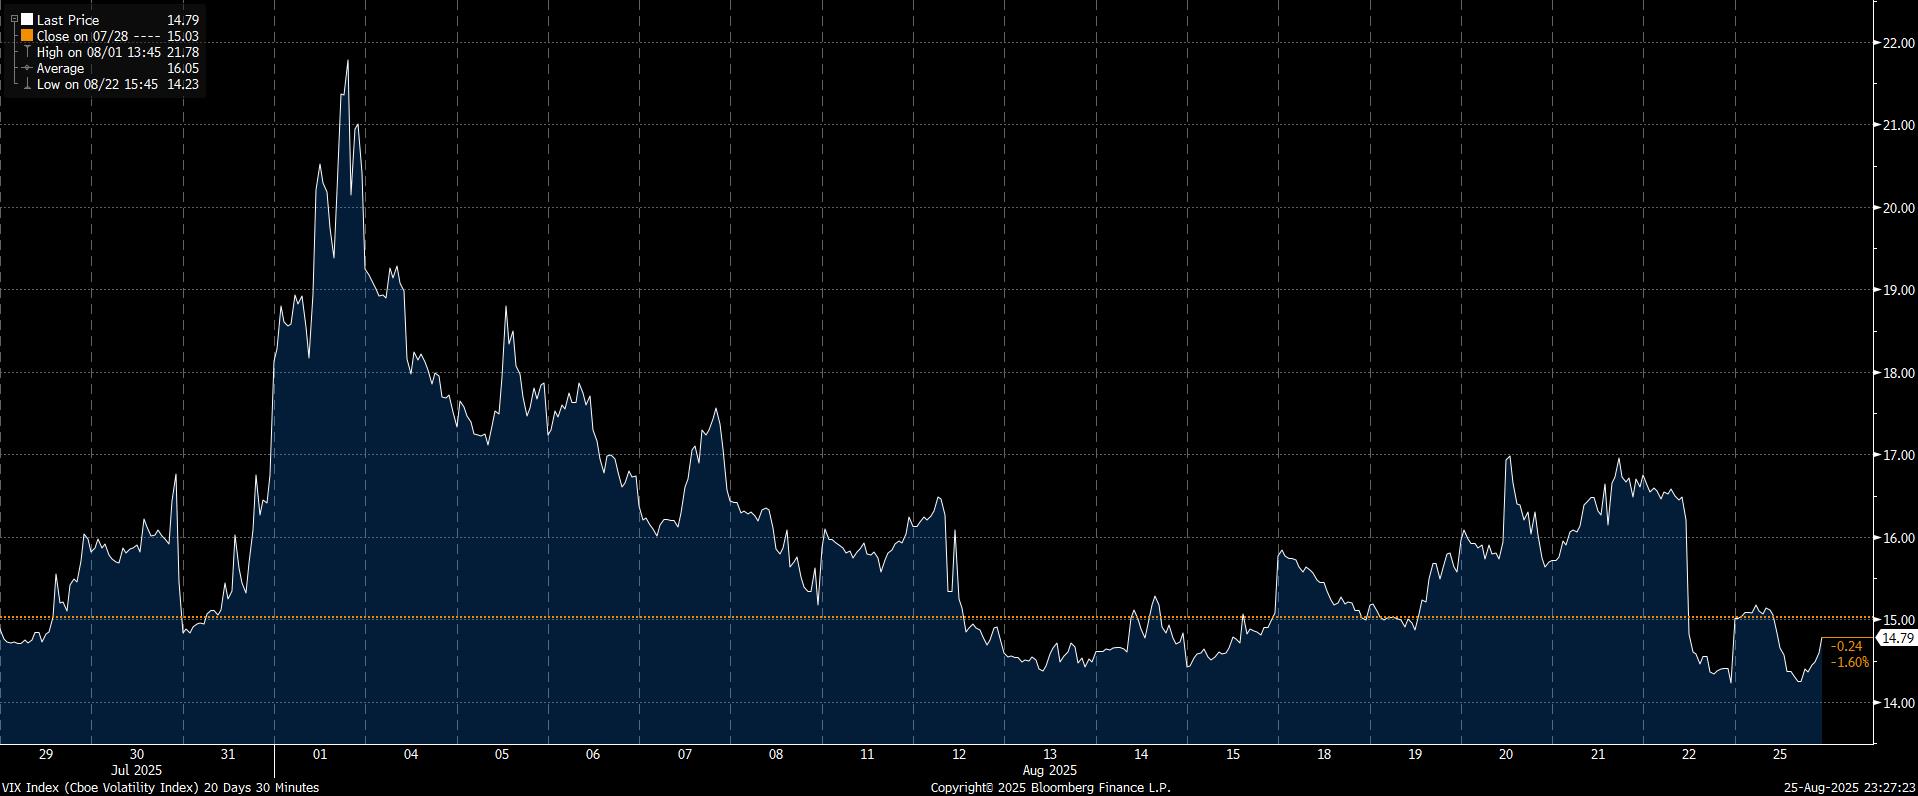 Last Price 14.79
Close on 07/28 ---- 15.03
High on 08/01 13:45 21.78
Average 16.05
Low on 08/22 15:45 14.23
22.00
21.00
20.00
19.00
18.00
17.00
16.00
15.00
14.79
-0.24
-1.60%
14.00
29 30 31 01 04 05 06 07 08 11 12 13 14 15 18 19 20 21 22 25
Jul 2025 Aug 2025
VIX Index (Cboe Volatility Index) 20 Days 30 Minutes Copyright© 2025 Bloomberg Finance L.P. 25-Aug-2025 23:27:23